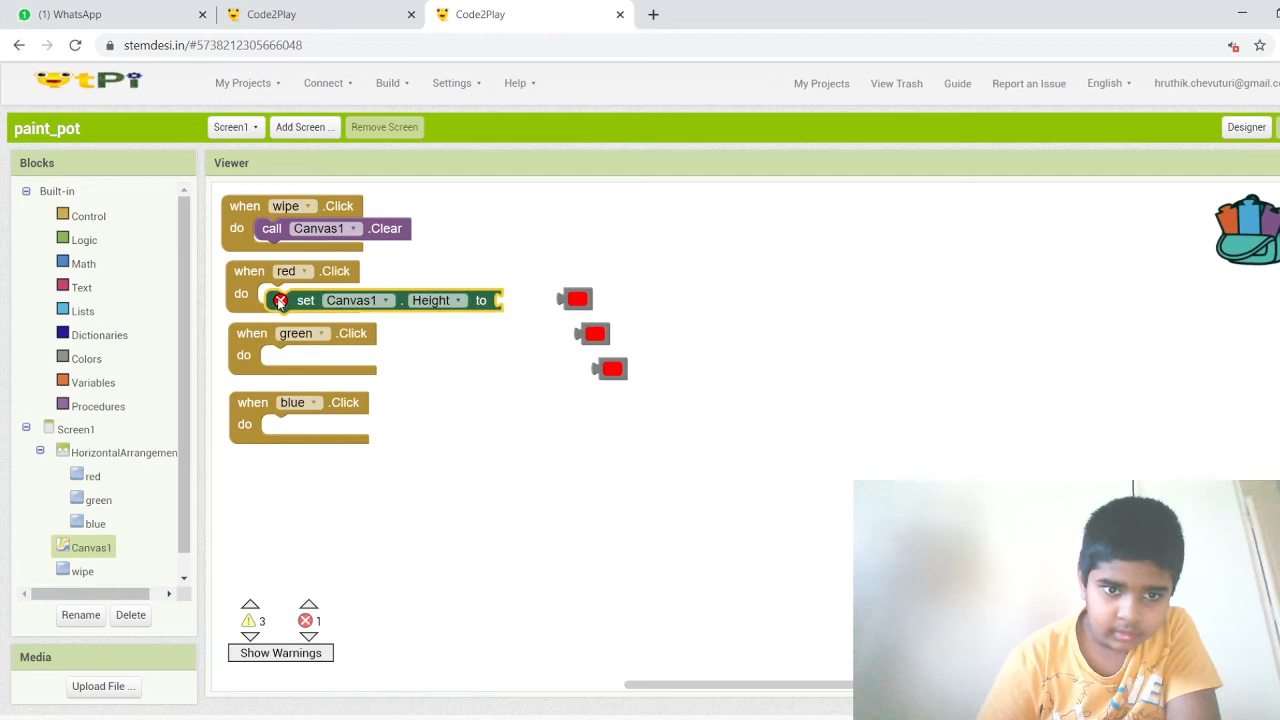 (1) WhatsApp
Code2Play
Code2Play
stemdesi.in/#5738212305666048
tPi
My Projects
Connect
Build
Settings
Help
My Projects
View Trash
Guide
Report an Issue
English
hruthik.chevuturi@gmail.co
paint_pot
Screen1
Add Screen ...
Remove Screen
Designer
Blocks
Viewer
Built-in
Control
Logic
Math
Text
Lists
Dictionaries
Colors
Variables
Procedures
Screen1
HorizontalArrangemen
red
green
blue
Canvas1
wipe
Rename
Delete
Media
Upload File ...
when wipe .Click
do call Canvas1 .Clear
when red .Click
do set Canvas1 . Height to
when green .Click
do
when blue .Click
do
3
1
Show Warnings